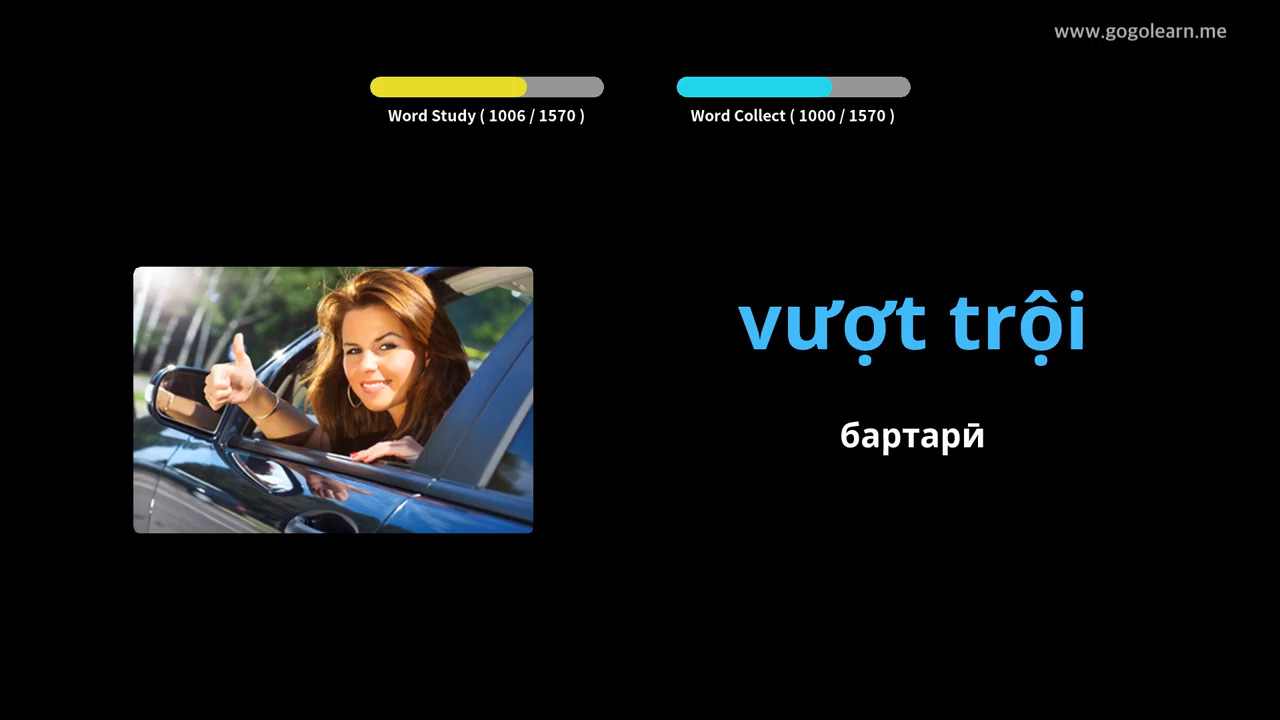 www.gogolearn.me
Word Study ( 1006 / 1570 )
Word Collect ( 1000 / 1570 )
vượt trội
бартарӣ